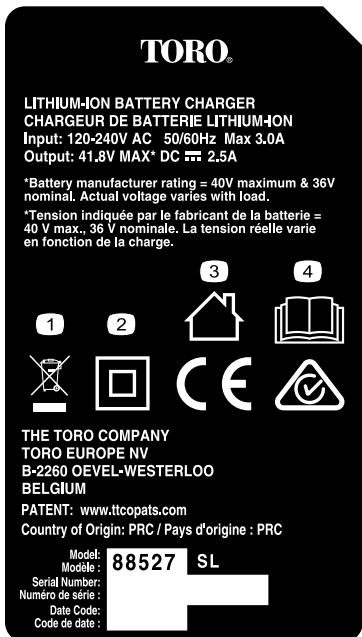 TORO®
LITHIUM-ION BATTERY CHARGER
CHARGEUR DE BATTERIE LITHIUM-ION
Input: 120-240V AC 50/60Hz Max 3.0A
Output: 41.8V MAX* DC ⎓ 2.5A
*Battery manufacturer rating = 40V maximum & 36V
nominal. Actual voltage varies with load.
*Tension indiquée par le fabricant de la batterie =
40 V max., 36 V nominale. La tension réelle varie
en fonction de la charge.
3 4
1 2
CE
THE TORO COMPANY
TORO EUROPE NV
B-2260 OEVEL-WESTERLOO
BELGIUM
PATENT: www.ttcopats.com
Country of Origin: PRC / Pays d'origine : PRC
Model: 88527 SL
Modèle :
Serial Number:
Numéro de série :
Date Code:
Code de date :